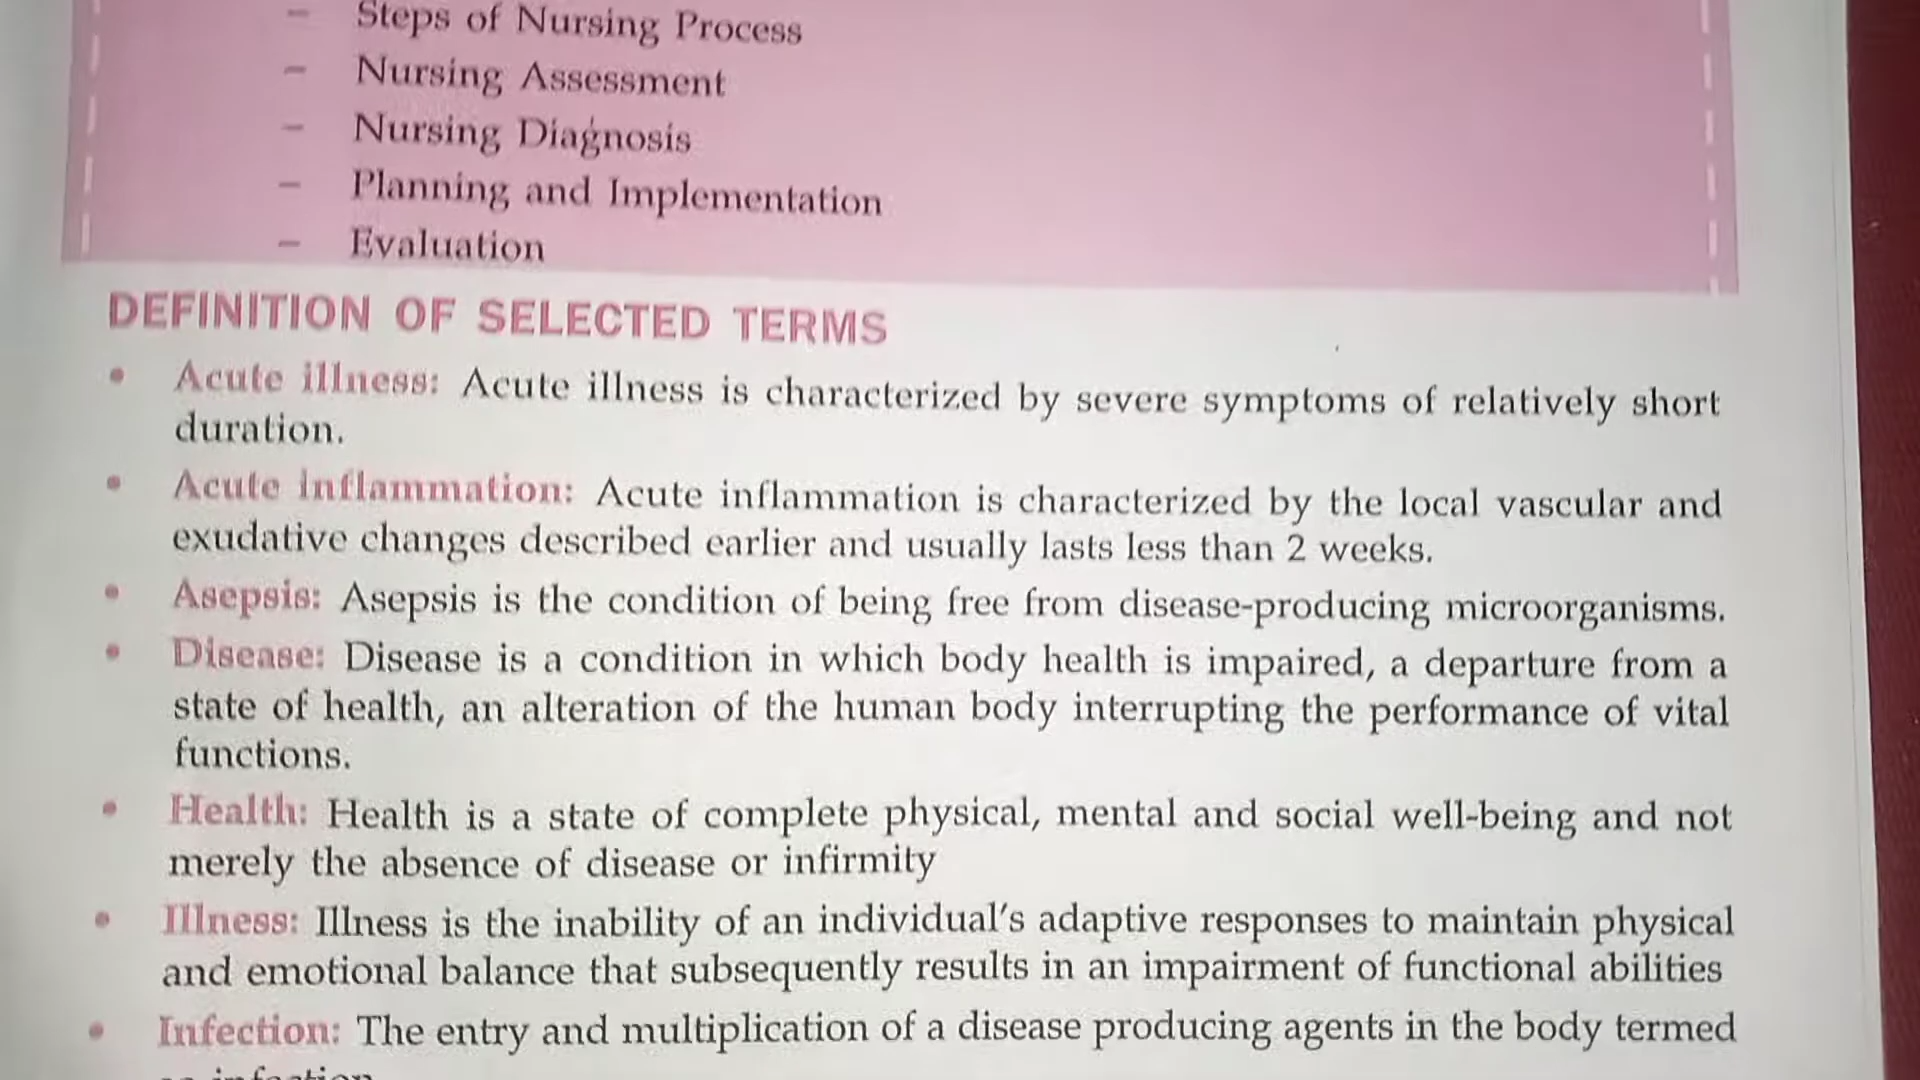 – Steps of Nursing Process
– Nursing Assessment
– Nursing Diagnosis
– Planning and Implementation
– Evaluation
DEFINITION OF SELECTED TERMS
• Acute illness: Acute illness is characterized by severe symptoms of relatively short
duration.
• Acute inflammation: Acute inflammation is characterized by the local vascular and
exudative changes described earlier and usually lasts less than 2 weeks.
• Asepsis: Asepsis is the condition of being free from disease-producing microorganisms.
• Disease: Disease is a condition in which body health is impaired, a departure from a
state of health, an alteration of the human body interrupting the performance of vital
functions.
• Health: Health is a state of complete physical, mental and social well-being and not
merely the absence of disease or infirmity
• Illness: Illness is the inability of an individual's adaptive responses to maintain physical
and emotional balance that subsequently results in an impairment of functional abilities
• Infection: The entry and multiplication of a disease producing agents in the body termed
as infection